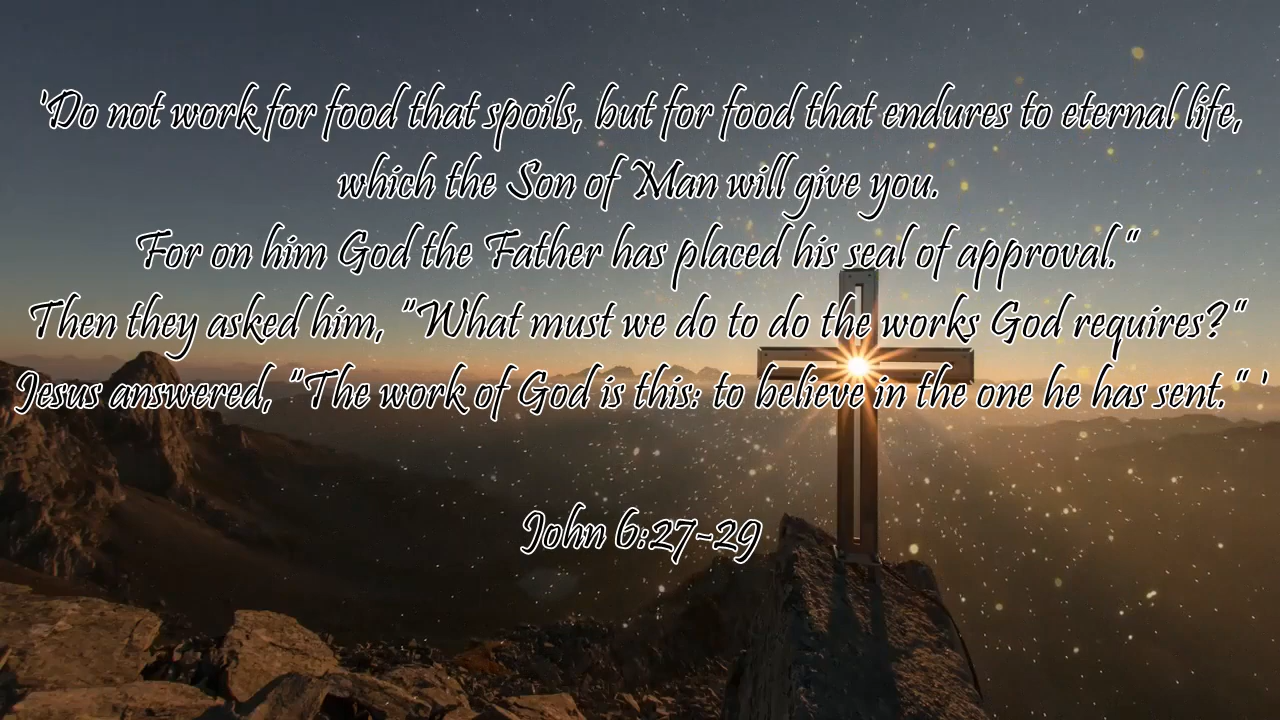 'Do not work for food that spoils, but for food that endures to eternal life,
which the Son of Man will give you.
For on him God the Father has placed his seal of approval."
Then they asked him, "What must we do to do the works God requires?"
Jesus answered, "The work of God is this: to believe in the one he has sent." '
John 6:27-29